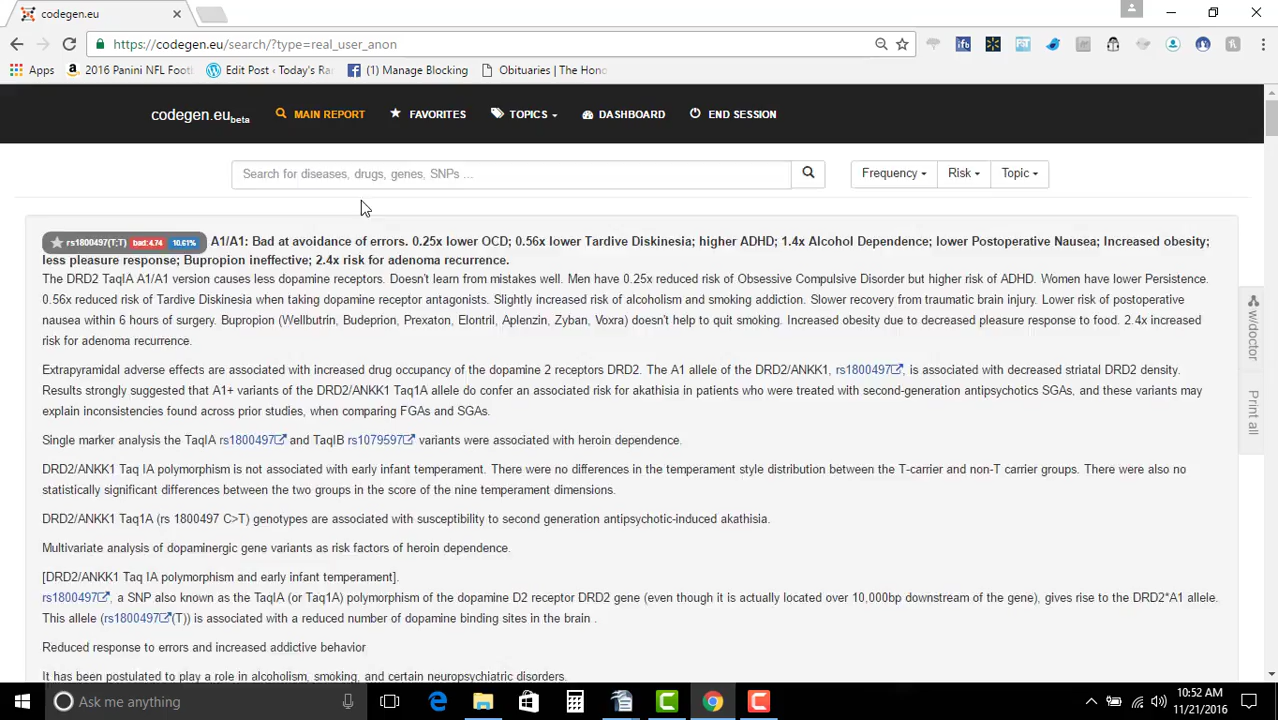 codegen.eu
https://codegen.eu/search/?type=real_user_anon
Apps 2016 Panini NFL Foot Edit Post ‹ Today's Ra (1) Manage Blocking Obituaries | The Hono
codegen.eu beta MAIN REPORT FAVORITES TOPICS DASHBOARD END SESSION
Search for diseases, drugs, genes, SNPs ... Frequency Risk Topic
rs1800497(T;T) bad:4.74 10.61% A1/A1: Bad at avoidance of errors. 0.25x lower OCD; 0.56x lower Tardive Diskinesia; higher ADHD; 1.4x Alcohol Dependence; lower Postoperative Nausea; Increased obesity;
less pleasure response; Bupropion ineffective; 2.4x risk for adenoma recurrence.
The DRD2 TaqIA A1/A1 version causes less dopamine receptors. Doesn't learn from mistakes well. Men have 0.25x reduced risk of Obsessive Compulsive Disorder but higher risk of ADHD. Women have lower Persistence.
0.56x reduced risk of Tardive Diskinesia when taking dopamine receptor antagonists. Slightly increased risk of alcoholism and smoking addiction. Slower recovery from traumatic brain injury. Lower risk of postoperative
nausea within 6 hours of surgery. Bupropion (Wellbutrin, Budeprion, Prexaton, Elontril, Aplenzin, Zyban, Voxra) doesn't help to quit smoking. Increased obesity due to decreased pleasure response to food. 2.4x increased
risk for adenoma recurrence.
Extrapyramidal adverse effects are associated with increased drug occupancy of the dopamine 2 receptors DRD2. The A1 allele of the DRD2/ANKK1, rs1800497, is associated with decreased striatal DRD2 density.
Results strongly suggested that A1+ variants of the DRD2/ANKK1 Taq1A allele do confer an associated risk for akathisia in patients who were treated with second-generation antipsychotics SGAs, and these variants may
explain inconsistencies found across prior studies, when comparing FGAs and SGAs.
Single marker analysis the TaqIA rs1800497 and TaqIB rs1079597 variants were associated with heroin dependence.
DRD2/ANKK1 Taq IA polymorphism is not associated with early infant temperament. There were no differences in the temperament style distribution between the T-carrier and non-T carrier groups. There were also no
statistically significant differences between the two groups in the score of the nine temperament dimensions.
DRD2/ANKK1 Taq1A (rs 1800497 C>T) genotypes are associated with susceptibility to second generation antipsychotic-induced akathisia.
Multivariate analysis of dopaminergic gene variants as risk factors of heroin dependence.
[DRD2/ANKK1 Taq IA polymorphism and early infant temperament].
rs1800497, a SNP also known as the TaqIA (or Taq1A) polymorphism of the dopamine D2 receptor DRD2 gene (even though it is actually located over 10,000bp downstream of the gene), gives rise to the DRD2*A1 allele.
This allele (rs1800497(T)) is associated with a reduced number of dopamine binding sites in the brain .
Reduced response to errors and increased addictive behavior
It has been postulated to play a role in alcoholism, smoking, and certain neuropsychiatric disorders.
w/doctor
Print all
Ask me anything
10:52 AM
11/21/2016